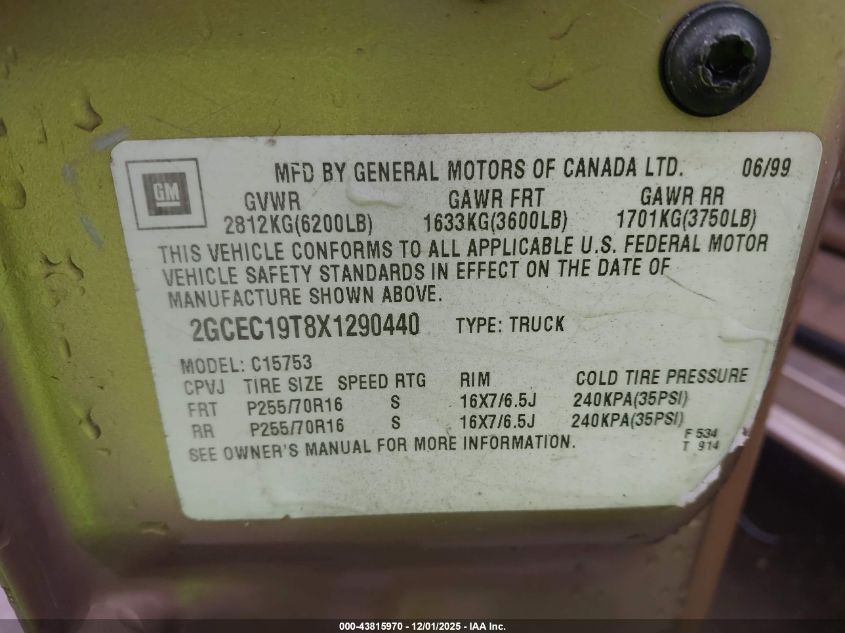 GM
MFD BY GENERAL MOTORS OF CANADA LTD. 06/99
GVWR GAWR FRT GAWR RR
2812KG(6200LB) 1633KG(3600LB) 1701KG(3750LB)
THIS VEHICLE CONFORMS TO ALL APPLICABLE U.S. FEDERAL MOTOR
VEHICLE SAFETY STANDARDS IN EFFECT ON THE DATE OF
MANUFACTURE SHOWN ABOVE.
2GCEC19T8X1290440 TYPE: TRUCK
MODEL: C15753
CPVJ TIRE SIZE SPEED RTG RIM COLD TIRE PRESSURE
FRT P255/70R16 S 16X7/6.5J 240KPA(35PSI)
RR P255/70R16 S 16X7/6.5J 240KPA(35PSI)
SEE OWNER'S MANUAL FOR MORE INFORMATION.
F 534
T 914
000-43815970 - 12/01/2025 - IAA Inc.